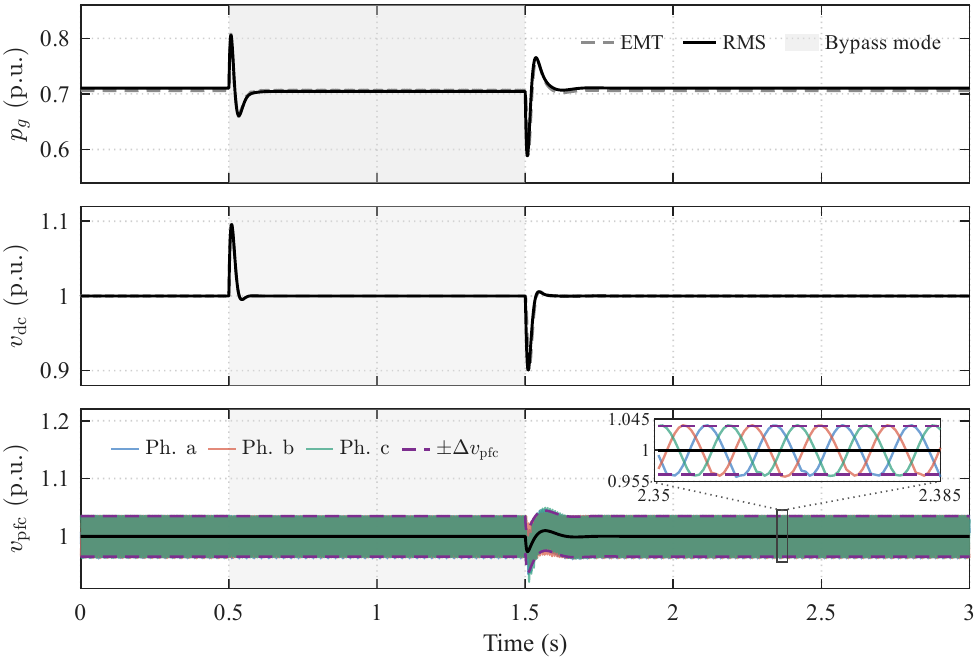 0.8
0.7
0.6
p_g (p.u.)
EMT RMS Bypass mode
1.1
1
0.9
v_dc (p.u.)
1.2
1.1
1
v_pfc (p.u.)
Ph. a Ph. b Ph. c ±Δv_pfc
1.045
1
0.955
2.35 2.385
0 0.5 1 1.5 2 2.5 3
Time (s)